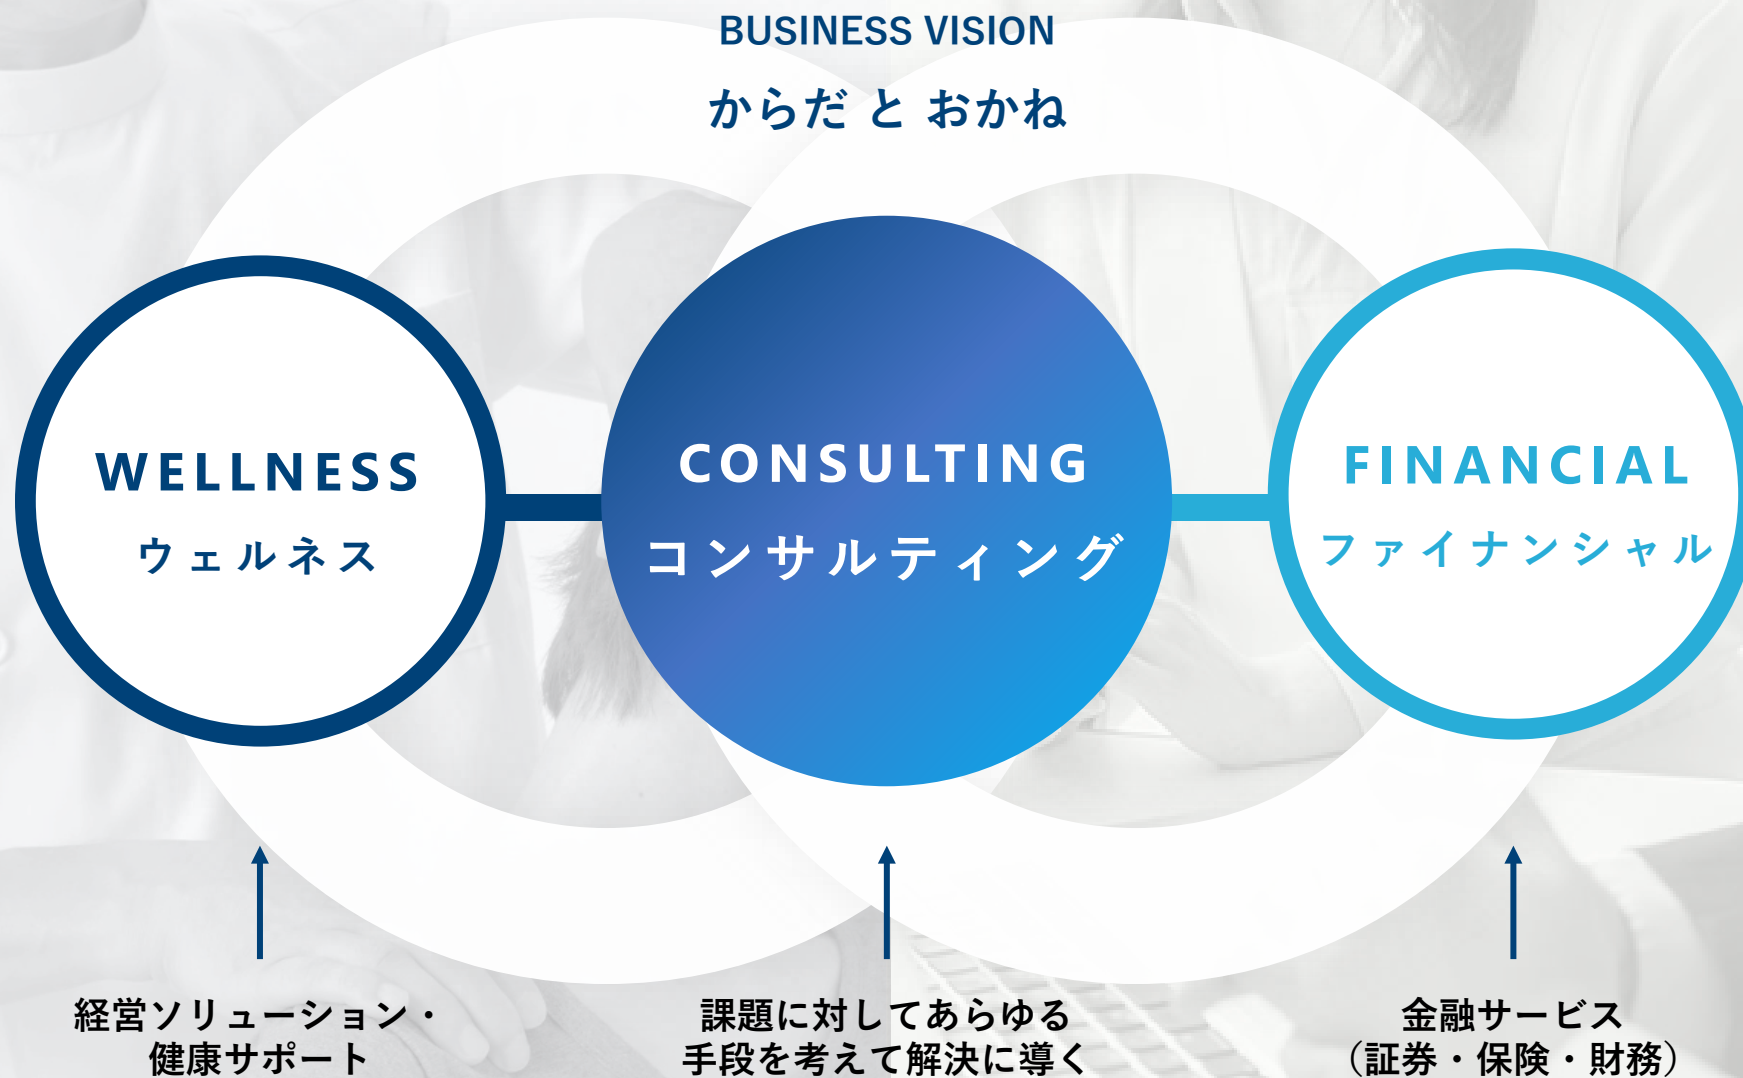 BUSINESS VISION
からだ と おかね
WELLNESS
ウェルネス
CONSULTING
コンサルティング
FINANCIAL
ファイナンシャル
経営ソリューション・
健康サポート
課題に対してあらゆる
手段を考えて解決に導く
金融サービス
（証券・保険・財務）